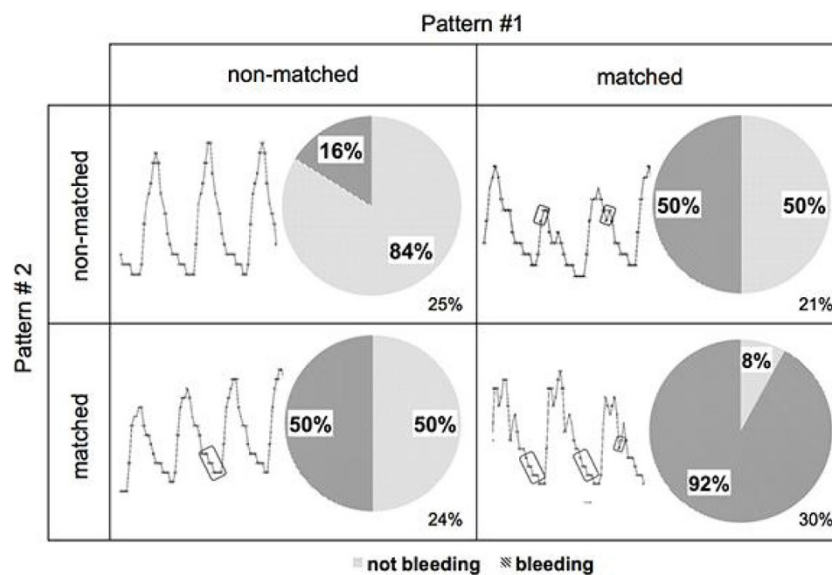 Pattern #1
non-matched
matched
Pattern # 2
non-matched
16%
84%
25%
50%
50%
21%
matched
50%
50%
24%
8%
92%
30%
not bleeding
bleeding